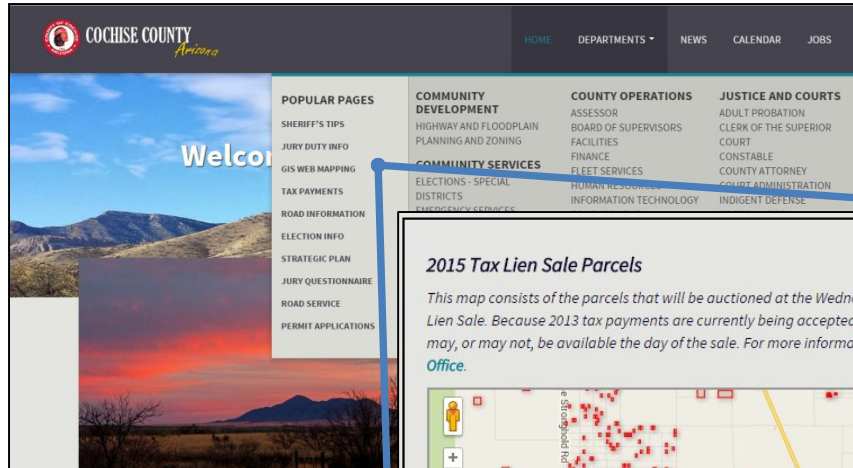 COCHISE COUNTY
Arizona
HOME DEPARTMENTS NEWS CALENDAR JOBS
Welco
POPULAR PAGES
SHERIFF'S TIPS
JURY DUTY INFO
GIS WEB MAPPING
TAX PAYMENTS
ROAD INFORMATION
ELECTION INFO
STRATEGIC PLAN
JURY QUESTIONNAIRE
ROAD SERVICE
PERMIT APPLICATIONS
COMMUNITY
DEVELOPMENT
HIGHWAY AND FLOODPLAIN
PLANNING AND ZONING
COMMUNITY SERVICES
ELECTIONS - SPECIAL
DISTRICTS
EMERGENCY SERVICES
COUNTY OPERATIONS
ASSESSOR
BOARD OF SUPERVISORS
FACILITIES
FINANCE
FLEET SERVICES
HUMAN RESOURCES
INFORMATION TECHNOLOGY
JUSTICE AND COURTS
ADULT PROBATION
CLERK OF THE SUPERIOR
COURT
CONSTABLE
COUNTY ATTORNEY
COURT ADMINISTRATION
INDIGENT DEFENSE
2015 Tax Lien Sale Parcels
This map consists of the parcels that will be auctioned at the Wedn
Lien Sale. Because 2013 tax payments are currently being accepted
may, or may not, be available the day of the sale. For more informa
Office.
e Stronghold Rd